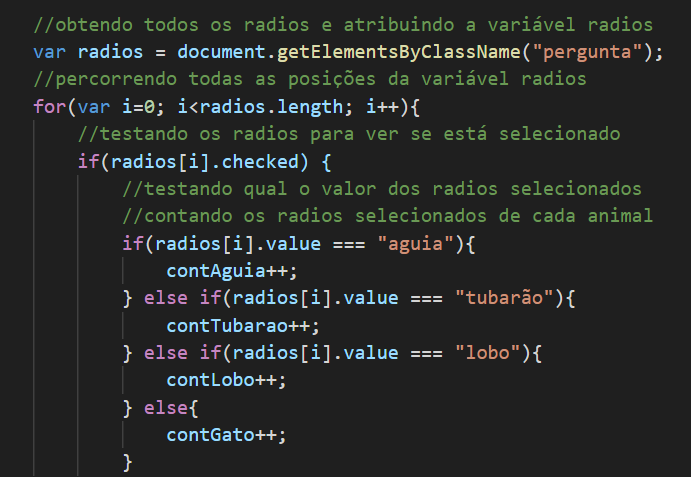 //obtendo todos os radios e atribuindo a variável radios
var radios = document.getElementsByClassName("pergunta");
//percorrendo todas as posições da variável radios
for(var i=0; i<radios.length; i++){
//testando os radios para ver se está selecionado
if(radios[i].checked) {
//testando qual o valor dos radios selecionados
//contando os radios selecionados de cada animal
if(radios[i].value === "aguia"){
contAguia++;
} else if(radios[i].value === "tubarão"){
contTubarao++;
} else if(radios[i].value === "lobo"){
contLobo++;
} else{
contGato++;
}